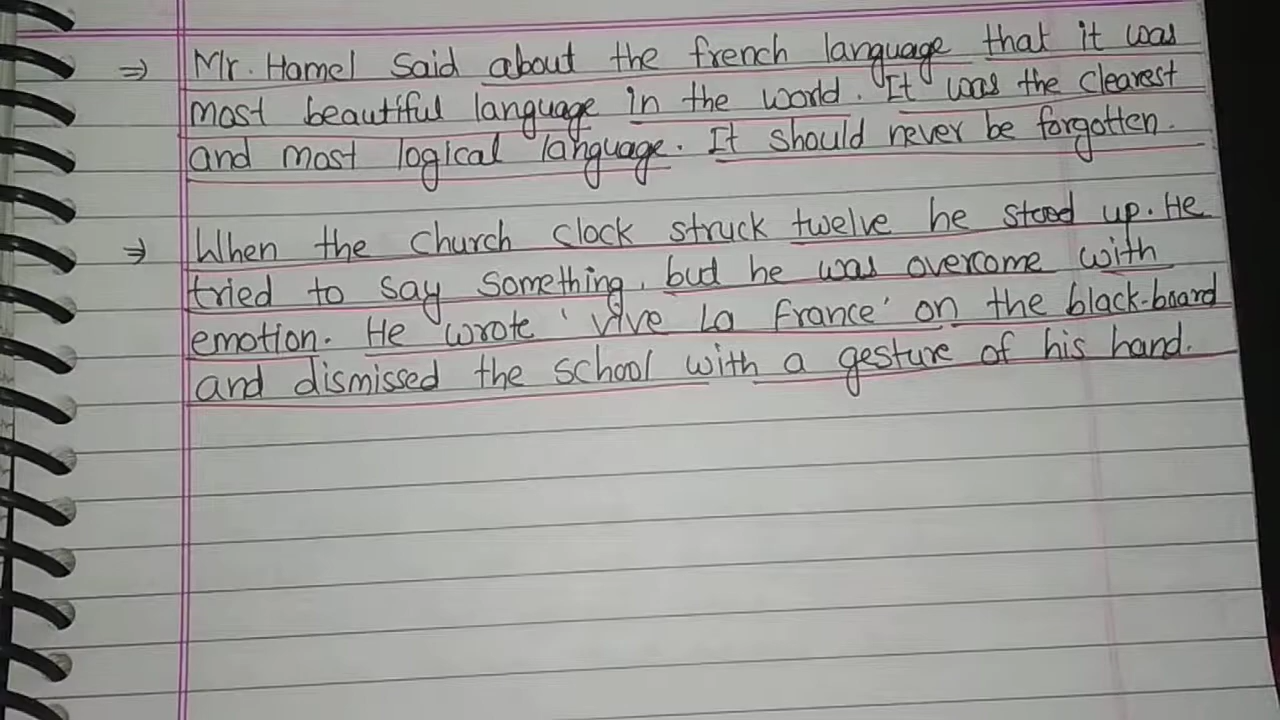 ⇒ Mr. Hamel said about the french language that it was
most beautiful language in the world. It was the clearest
and most logical language. It should never be forgotten.
⇒ When the church clock struck twelve he stood up. He
tried to say something, but he was overcome with
emotion. He wrote 'vive La france' on the black-board
and dismissed the school with a gesture of his hand.